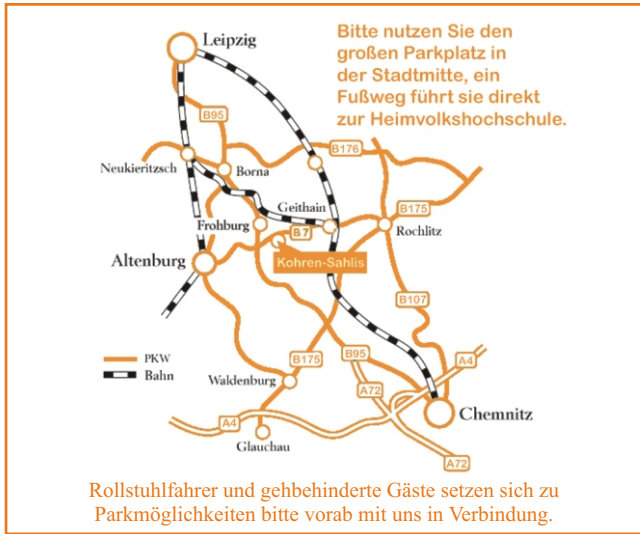 Leipzig
Bitte nutzen Sie den
großen Parkplatz in
der Stadtmitte, ein
Fußweg führt sie direkt
zur Heimvolkshochschule.
B95
B176
Neukieritzsch
Borna
Geithain
B175
Frohburg
B7
Rochlitz
Altenburg
Kohren-Sahlis
B107
PKW
Bahn
B175
B95
A4
Waldenburg
A72
A4
Chemnitz
Glauchau
A72
Rollstuhlfahrer und gehbehinderte Gäste setzen sich zu
Parkmöglichkeiten bitte vorab mit uns in Verbindung.